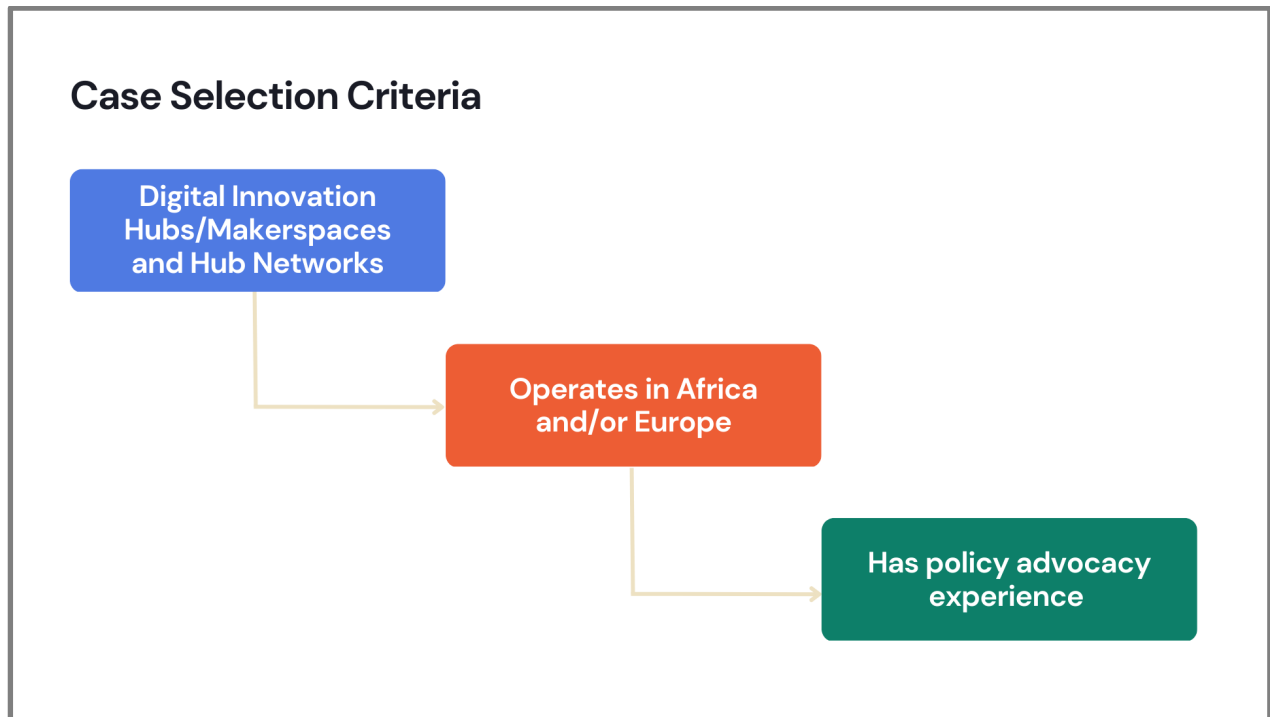 Case Selection Criteria
Digital Innovation
Hubs/Makerspaces
and Hub Networks
Operates in Africa
and/or Europe
Has policy advocacy
experience